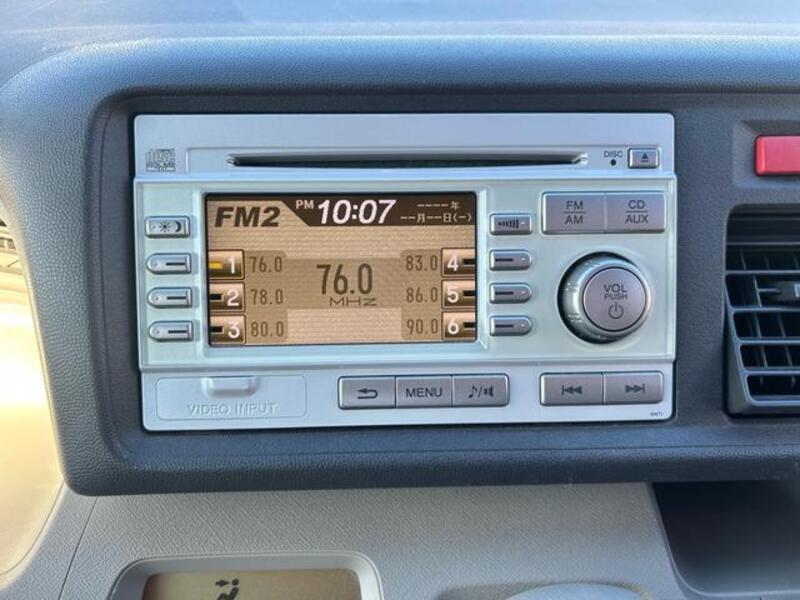 DISC
FM2 PM 10:07 ----年
--月--日(--)
FM
AM
CD
AUX
1 76.0
2 78.0
3 80.0
76.0
MHz
83.0 4
86.0 5
90.0 6
VOL
PUSH
VIDEO INPUT
MENU